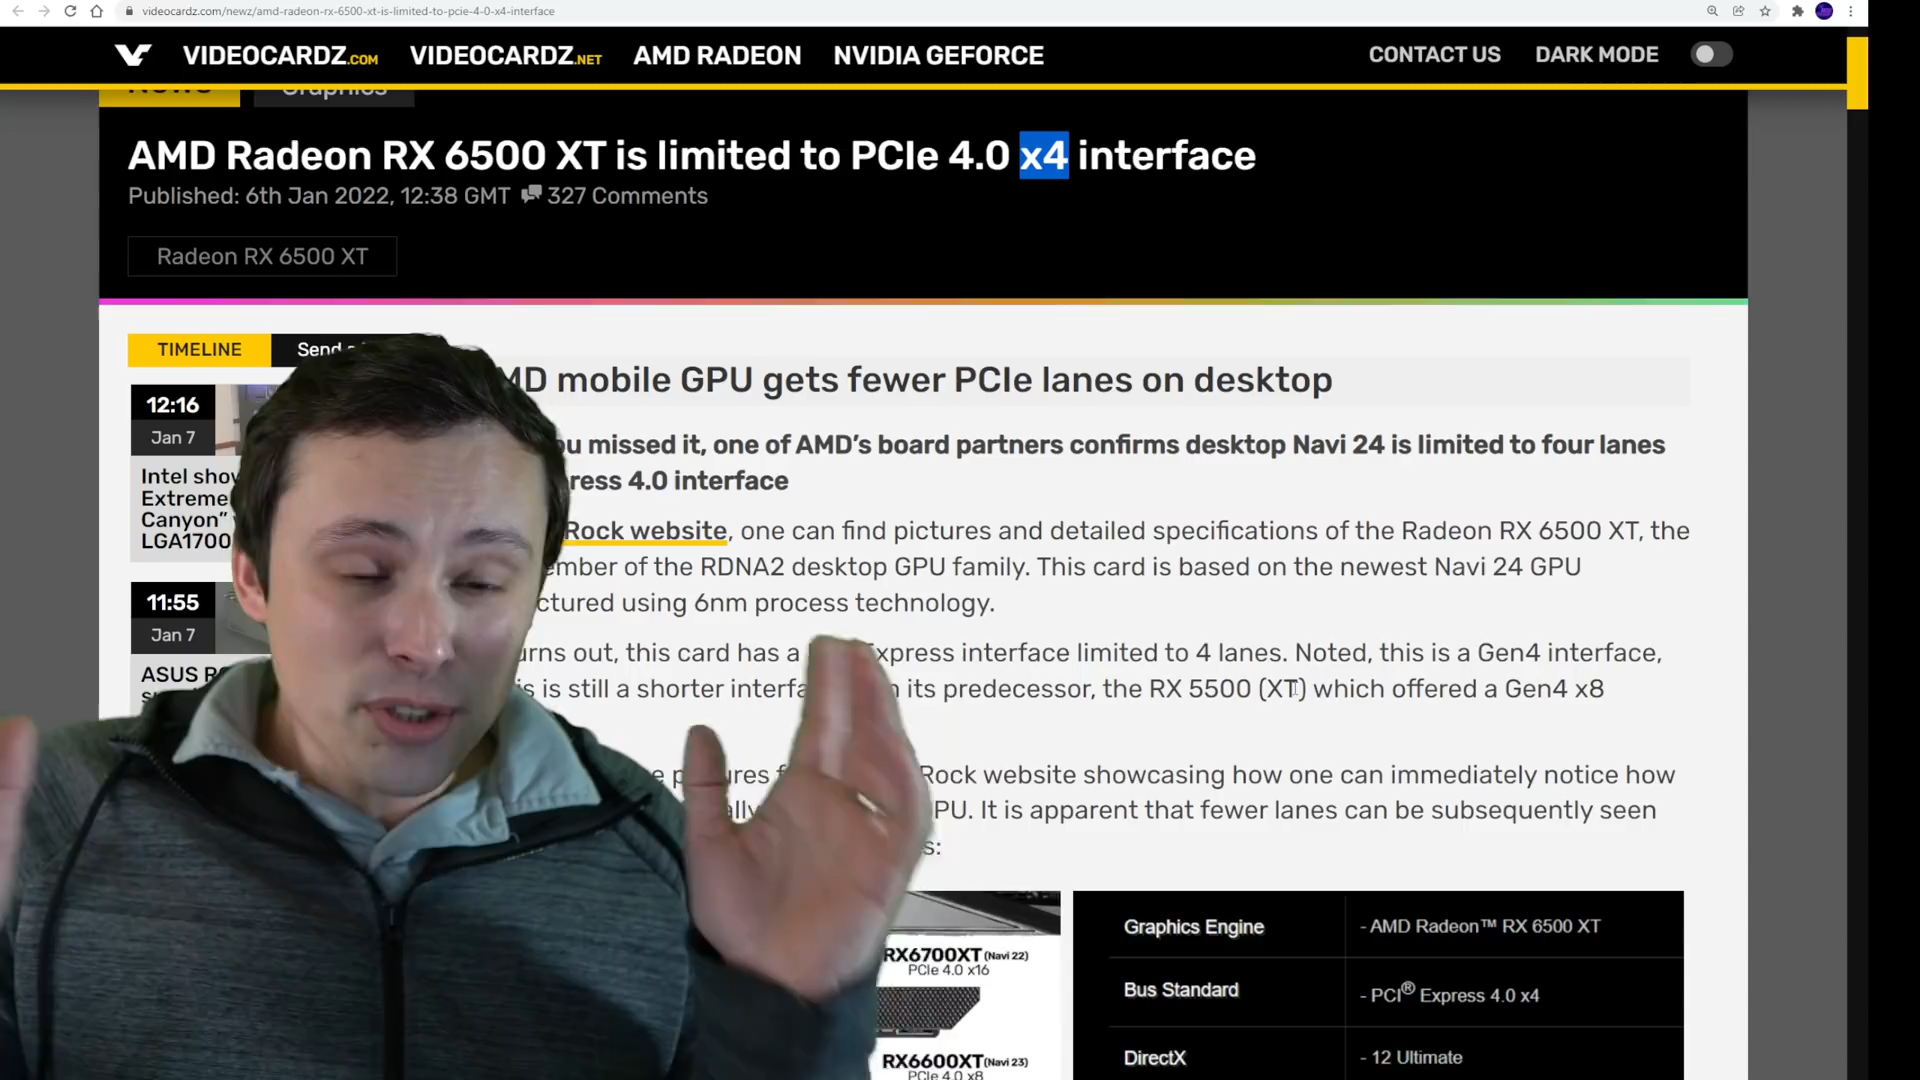 videocardz.com/newz/amd-radeon-rx-6500-xt-is-limited-to-pcie-4-0-x4-interface
VIDEOCARDZ.COM VIDEOCARDZ.NET AMD RADEON NVIDIA GEFORCE CONTACT US DARK MODE
News Graphics
AMD Radeon RX 6500 XT is limited to PCIe 4.0 x4 interface
Published: 6th Jan 2022, 12:38 GMT 327 Comments
Radeon RX 6500 XT
TIMELINE Send
MD mobile GPU gets fewer PCIe lanes on desktop
12:16
Jan 7
Intel show
Extreme
Canyon"
LGA1700
ou missed it, one of AMD's board partners confirms desktop Navi 24 is limited to four lanes
ress 4.0 interface
Rock website, one can find pictures and detailed specifications of the Radeon RX 6500 XT, the
ember of the RDNA2 desktop GPU family. This card is based on the newest Navi 24 GPU
ctured using 6nm process technology.
11:55
Jan 7
ASUS R
urns out, this card has a Express interface limited to 4 lanes. Noted, this is a Gen4 interface,
s is still a shorter interfa n its predecessor, the RX 5500 (XT) which offered a Gen4 x8
e p ures f Rock website showcasing how one can immediately notice how
ally PU. It is apparent that fewer lanes can be subsequently seen
s:
RX6700XT (Navi 22)
PCIe 4.0 x16
RX6600XT (Navi 23)
PCIe 4.0 x8
Graphics Engine - AMD Radeon™ RX 6500 XT
Bus Standard - PCI® Express 4.0 x4
DirectX - 12 Ultimate